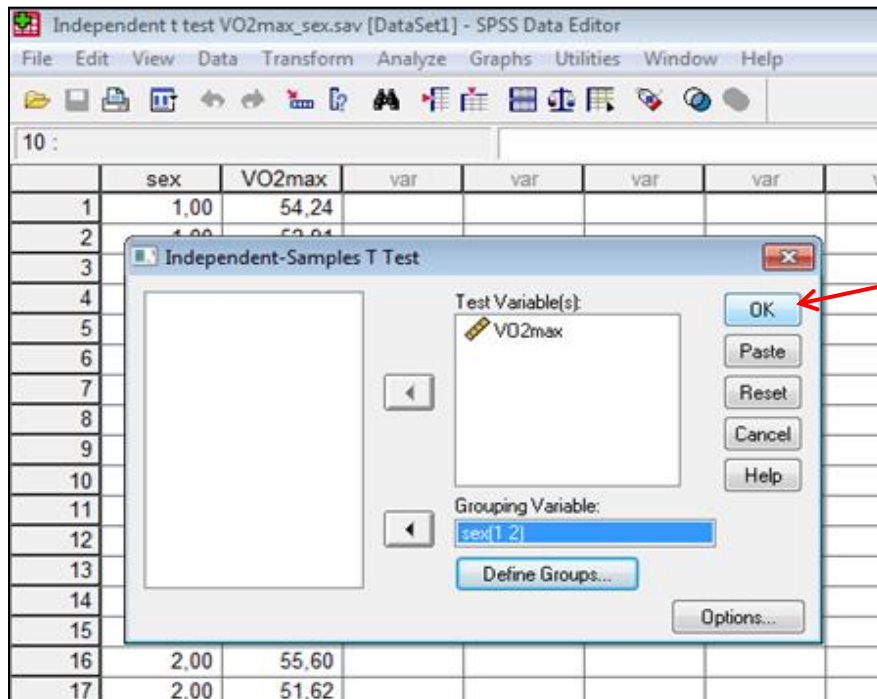 Independent t test VO2max_sex.sav [DataSet1] - SPSS Data Editor
File Edit View Data Transform Analyze Graphs Utilities Window Help
10 :
sex VO2max var var var var
1 1,00 54,24
2
3
4
5
6
7
8
9
10
11
12
13
14
15
16 2,00 55,60
17 2,00 51,62
Independent-Samples T Test
Test Variable(s):
VO2max
OK
Paste
Reset
Cancel
Help
Grouping Variable:
sex(1 2)
Define Groups...
Options...